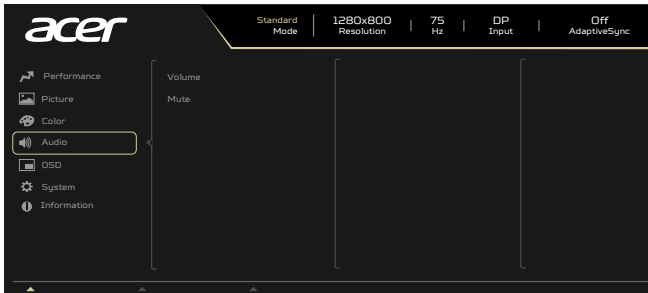 acer
Standard 1280x800 75 DP Off
Mode Resolution Hz Input AdaptiveSync
Performance
Picture
Color
Audio
OSD
System
Information
Volume
Mute